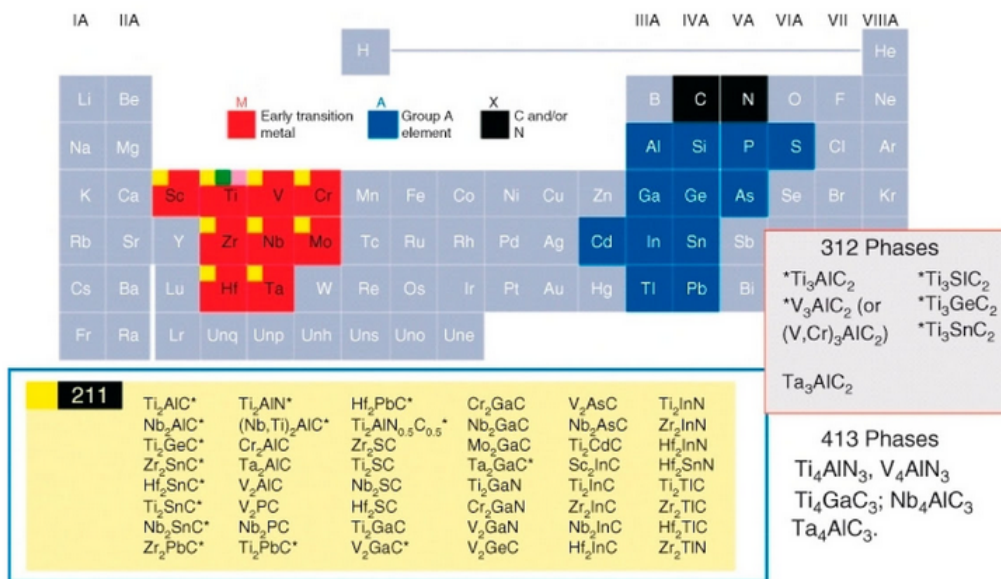 IA IIA IIIA IVA VA VIA VII VIIIA
H He
Li Be B C N O F Ne
M Early transition metal
A Group A element
X C and/or N
Na Mg Al Si P S Cl Ar
K Ca Sc Ti V Cr Mn Fe Co Ni Cu Zn Ga Ge As Se Br Kr
Rb Sr Y Zr Nb Mo Tc Ru Rh Pd Ag Cd In Sn Sb
Cs Ba Lu Hf Ta W Re Os Ir Pt Au Hg Tl Pb Bi
Fr Ra Lr Unq Unp Unh Uns Uno Une
312 Phases
*Ti₃AlC₂ *Ti₃SIC₂
*V₃AlC₂ (or *Ti₃GeC₂
(V,Cr)₃AlC₂) *Ti₃SnC₂
Ta₃AlC₂
211
Ti₂AlC* Ti₂AlN* Hf₂PbC* Cr₂GaC V₂AsC Ti₂InN
Nb₂AlC* (Nb,Ti)₂AlC* Ti₂AlN₀.₅C₀.₅* Nb₂GaC Nb₂AsC Zr₂InN
Ti₂GeC* Cr₂AlC Zr₂SC Mo₂GaC Ti₂CdC Hf₂InN
Zr₂SnC* Ta₂AlC Ti₂SC Ta₂GaC* Sc₂InC Hf₂SnN
Hf₂SnC* V₂AlC Nb₂SC Ti₂GaN Ti₂InC Ti₂TlC
Ti₂SnC* V₂PC Hf₂SC Cr₂GaN Zr₂InC Zr₂TlC
Nb₂SnC* Nb₂PC Ti₂GaC V₂GaN Nb₂InC Hf₂TlC
Zr₂PbC* Ti₂PbC* V₂GaC* V₂GeC Hf₂InC Zr₂TlN
413 Phases
Ti₄AlN₃, V₄AlN₃
Ti₄GaC₃; Nb₄AlC₃
Ta₄AlC₃.